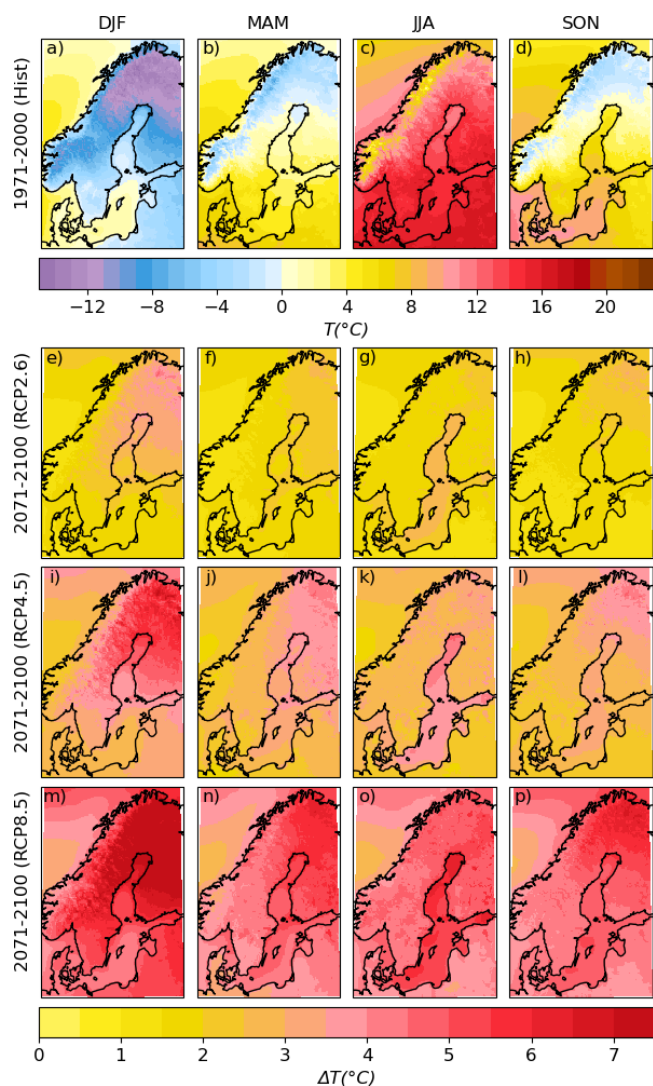 DJF MAM JJA SON
1971-2000 (Hist)
a) b) c) d)
−12 −8 −4 0 4 8 12 16 20
T(°C)
2071-2100 (RCP2.6)
e) f) g) h)
2071-2100 (RCP4.5)
i) j) k) l)
2071-2100 (RCP8.5)
m) n) o) p)
0 1 2 3 4 5 6 7
ΔT(°C)